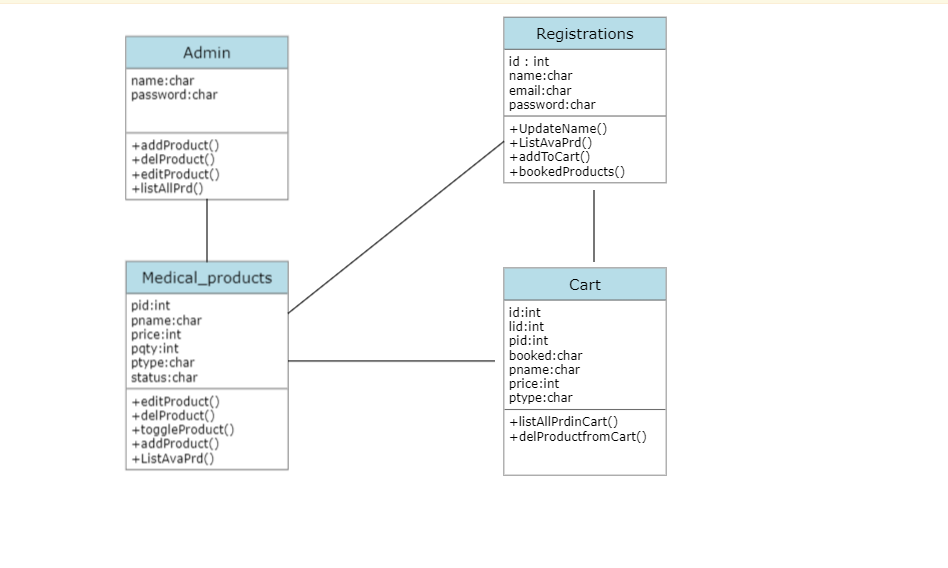 Admin
name:char
password:char
+addProduct()
+delProduct()
+editProduct()
+listAllPrd()
Registrations
id : int
name:char
email:char
password:char
+UpdateName()
+ListAvaPrd()
+addToCart()
+bookedProducts()
Medical_products
pid:int
pname:char
price:int
pqty:int
ptype:char
status:char
+editProduct()
+delProduct()
+toggleProduct()
+addProduct()
+ListAvaPrd()
Cart
id:int
lid:int
pid:int
booked:char
pname:char
price:int
ptype:char
+listAllPrdinCart()
+delProductfromCart()